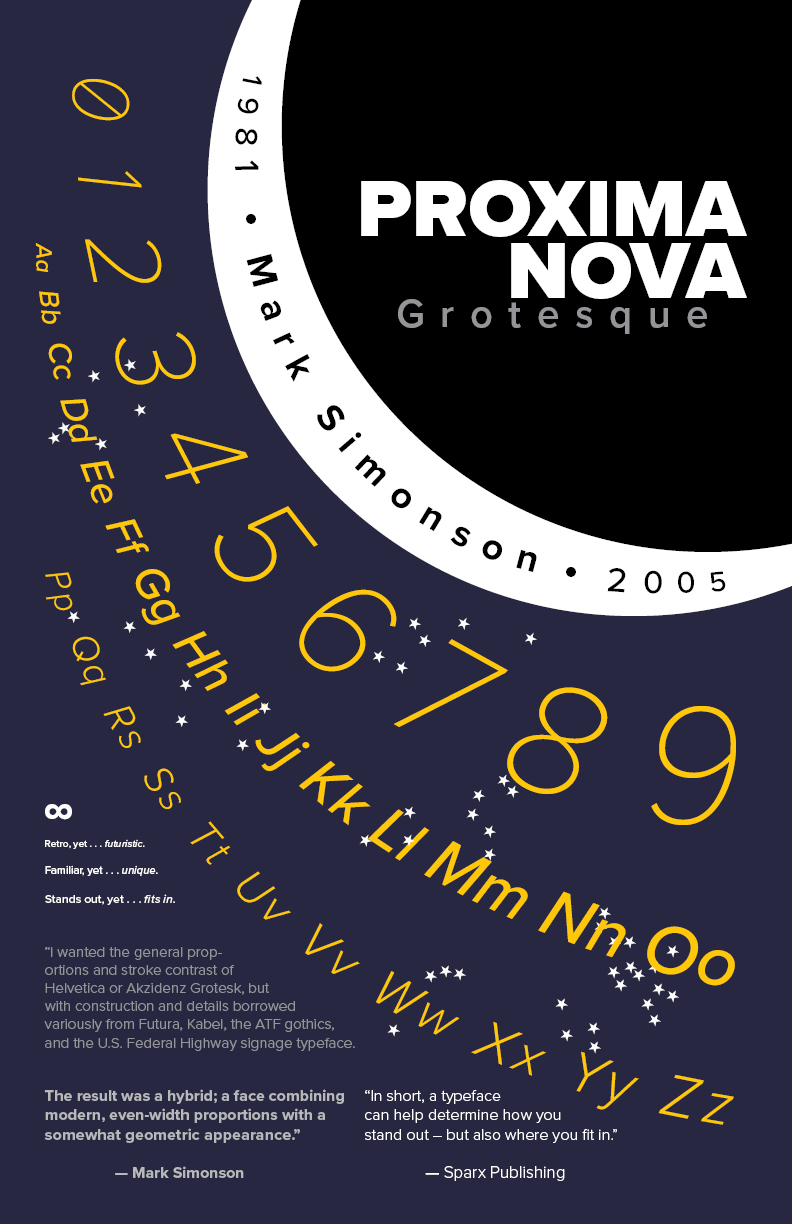 PROXIMA
NOVA
Grotesque
1981 • Mark Simonson • 2005
0 1 2 3 4 5 6 7 8 9
Aa Bb Cc Dd Ee Ff Gg Hh Ii Jj Kk Ll Mm Nn Oo
Pp Qq Rs Ss Tt Uv Vv Ww Xx Yy Zz
∞
Retro, yet . . . futuristic.
Familiar, yet . . . unique.
Stands out, yet . . . fits in.
“I wanted the general prop-
ortions and stroke contrast of
Helvetica or Akzidenz Grotesk, but
with construction and details borrowed
variously from Futura, Kabel, the ATF gothics,
and the U.S. Federal Highway signage typeface.
The result was a hybrid; a face combining
modern, even-width proportions with a
somewhat geometric appearance.”
— Mark Simonson
“In short, a typeface
can help determine how you
stand out – but also where you fit in.”
— Sparx Publishing